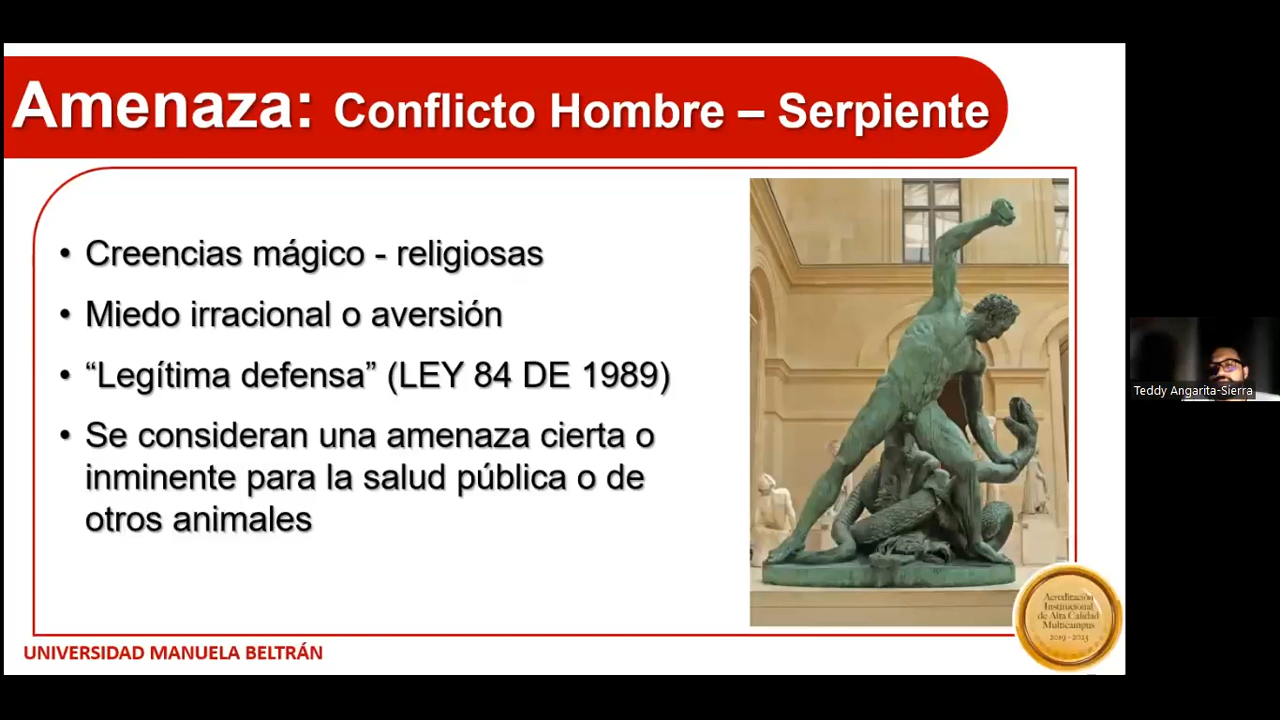 Amenaza: Conflicto Hombre – Serpiente
• Creencias mágico - religiosas
• Miedo irracional o aversión
• “Legítima defensa” (LEY 84 DE 1989)
• Se consideran una amenaza cierta o
inminente para la salud pública o de
otros animales
Teddy Angarita-Sierra
Acreditación
Institucional
de Alta Calidad
Multicampus
2019 - 2023
UNIVERSIDAD MANUELA BELTRÁN